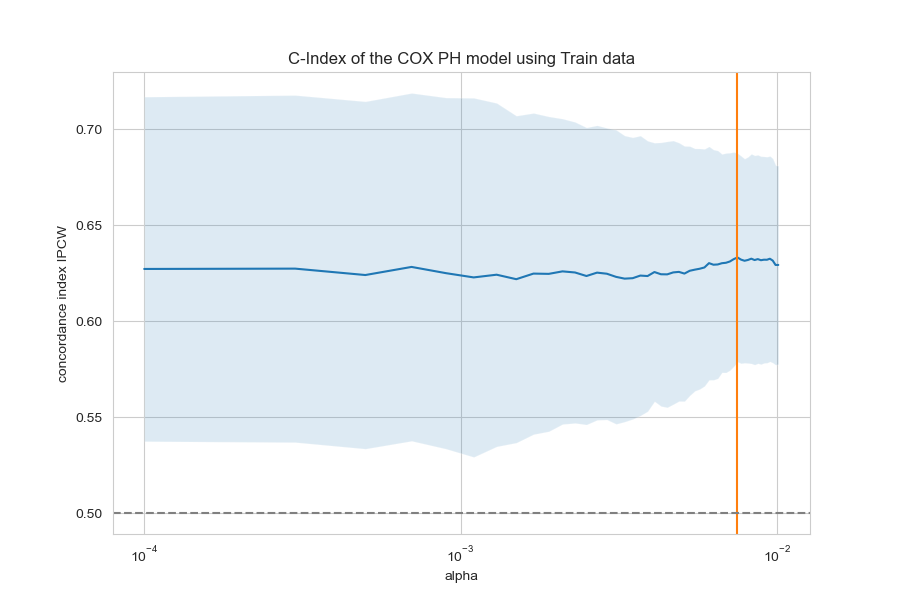 C-Index of the COX PH model using Train data
concordance index IPCW
0.70
0.65
0.60
0.55
0.50
10⁻⁴
10⁻³
10⁻²
alpha